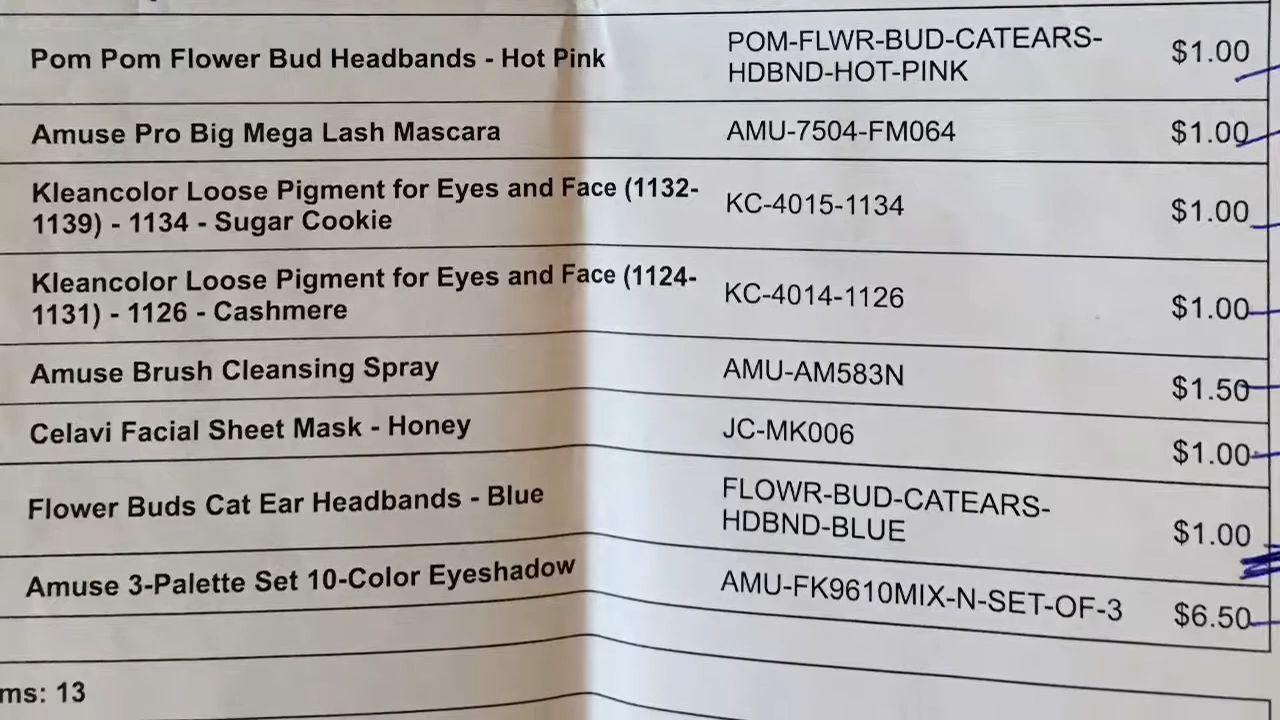 Pom Pom Flower Bud Headbands - Hot Pink
POM-FLWR-BUD-CATEARS-
HDBND-HOT-PINK
$1.00
Amuse Pro Big Mega Lash Mascara
AMU-7504-FM064
$1.00
Kleancolor Loose Pigment for Eyes and Face (1132-
1139) - 1134 - Sugar Cookie
KC-4015-1134
$1.00
Kleancolor Loose Pigment for Eyes and Face (1124-
1131) - 1126 - Cashmere
KC-4014-1126
$1.00
Amuse Brush Cleansing Spray
AMU-AM583N
$1.50
Celavi Facial Sheet Mask - Honey
JC-MK006
$1.00
Flower Buds Cat Ear Headbands - Blue
FLOWR-BUD-CATEARS-
HDBND-BLUE
$1.00
Amuse 3-Palette Set 10-Color Eyeshadow
AMU-FK9610MIX-N-SET-OF-3
$6.50
ms: 13